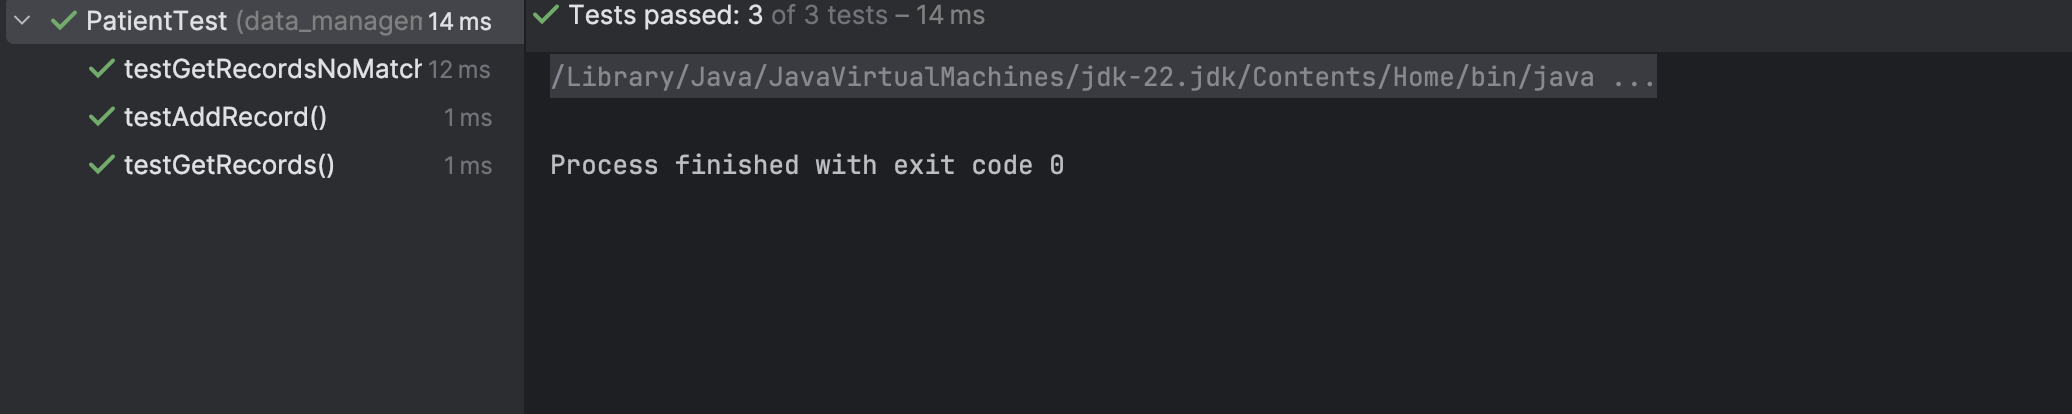 PatientTest (data_managen 14 ms
testGetRecordsNoMatch 12 ms
testAddRecord() 1 ms
testGetRecords() 1 ms
Tests passed: 3 of 3 tests – 14 ms
/Library/Java/JavaVirtualMachines/jdk-22.jdk/Contents/Home/bin/java ...
Process finished with exit code 0